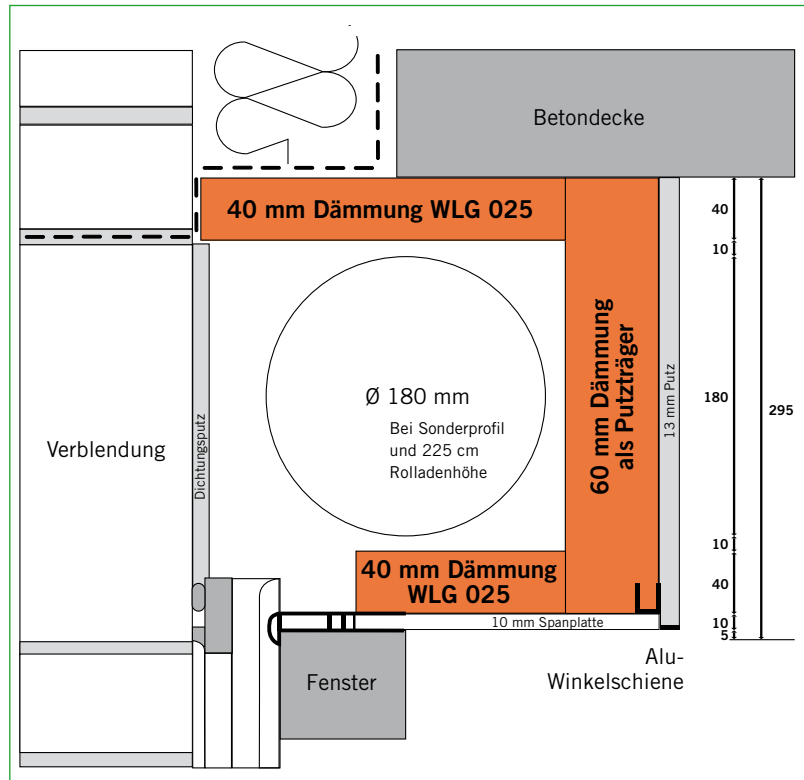 Betondecke
40 mm Dämmung WLG 025
Verblendung
Dichtungsputz
Ø 180 mm
Bei Sonderprofil
und 225 cm
Rolladenhöhe
60 mm Dämmung
als Putzträger
13 mm Putz
40
10
180
295
10
40
10
5
40 mm Dämmung
WLG 025
10 mm Spanplatte
Fenster
Alu-
Winkelschiene